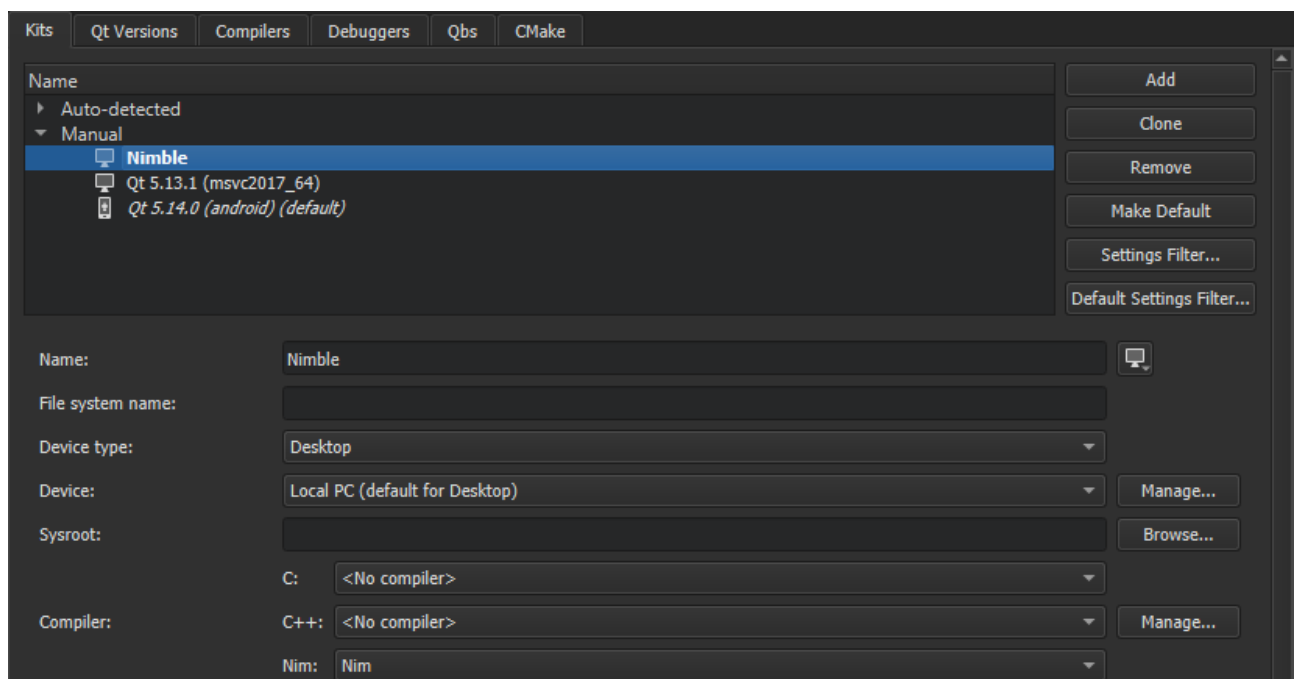 Kits Qt Versions Compilers Debuggers Qbs CMake
Name
Auto-detected
Manual
Nimble
Qt 5.13.1 (msvc2017_64)
Qt 5.14.0 (android) (default)
Add
Clone
Remove
Make Default
Settings Filter...
Default Settings Filter...
Name: Nimble
File system name:
Device type: Desktop
Device: Local PC (default for Desktop) Manage...
Sysroot: Browse...
C: <No compiler>
Compiler: C++: <No compiler> Manage...
Nim: Nim